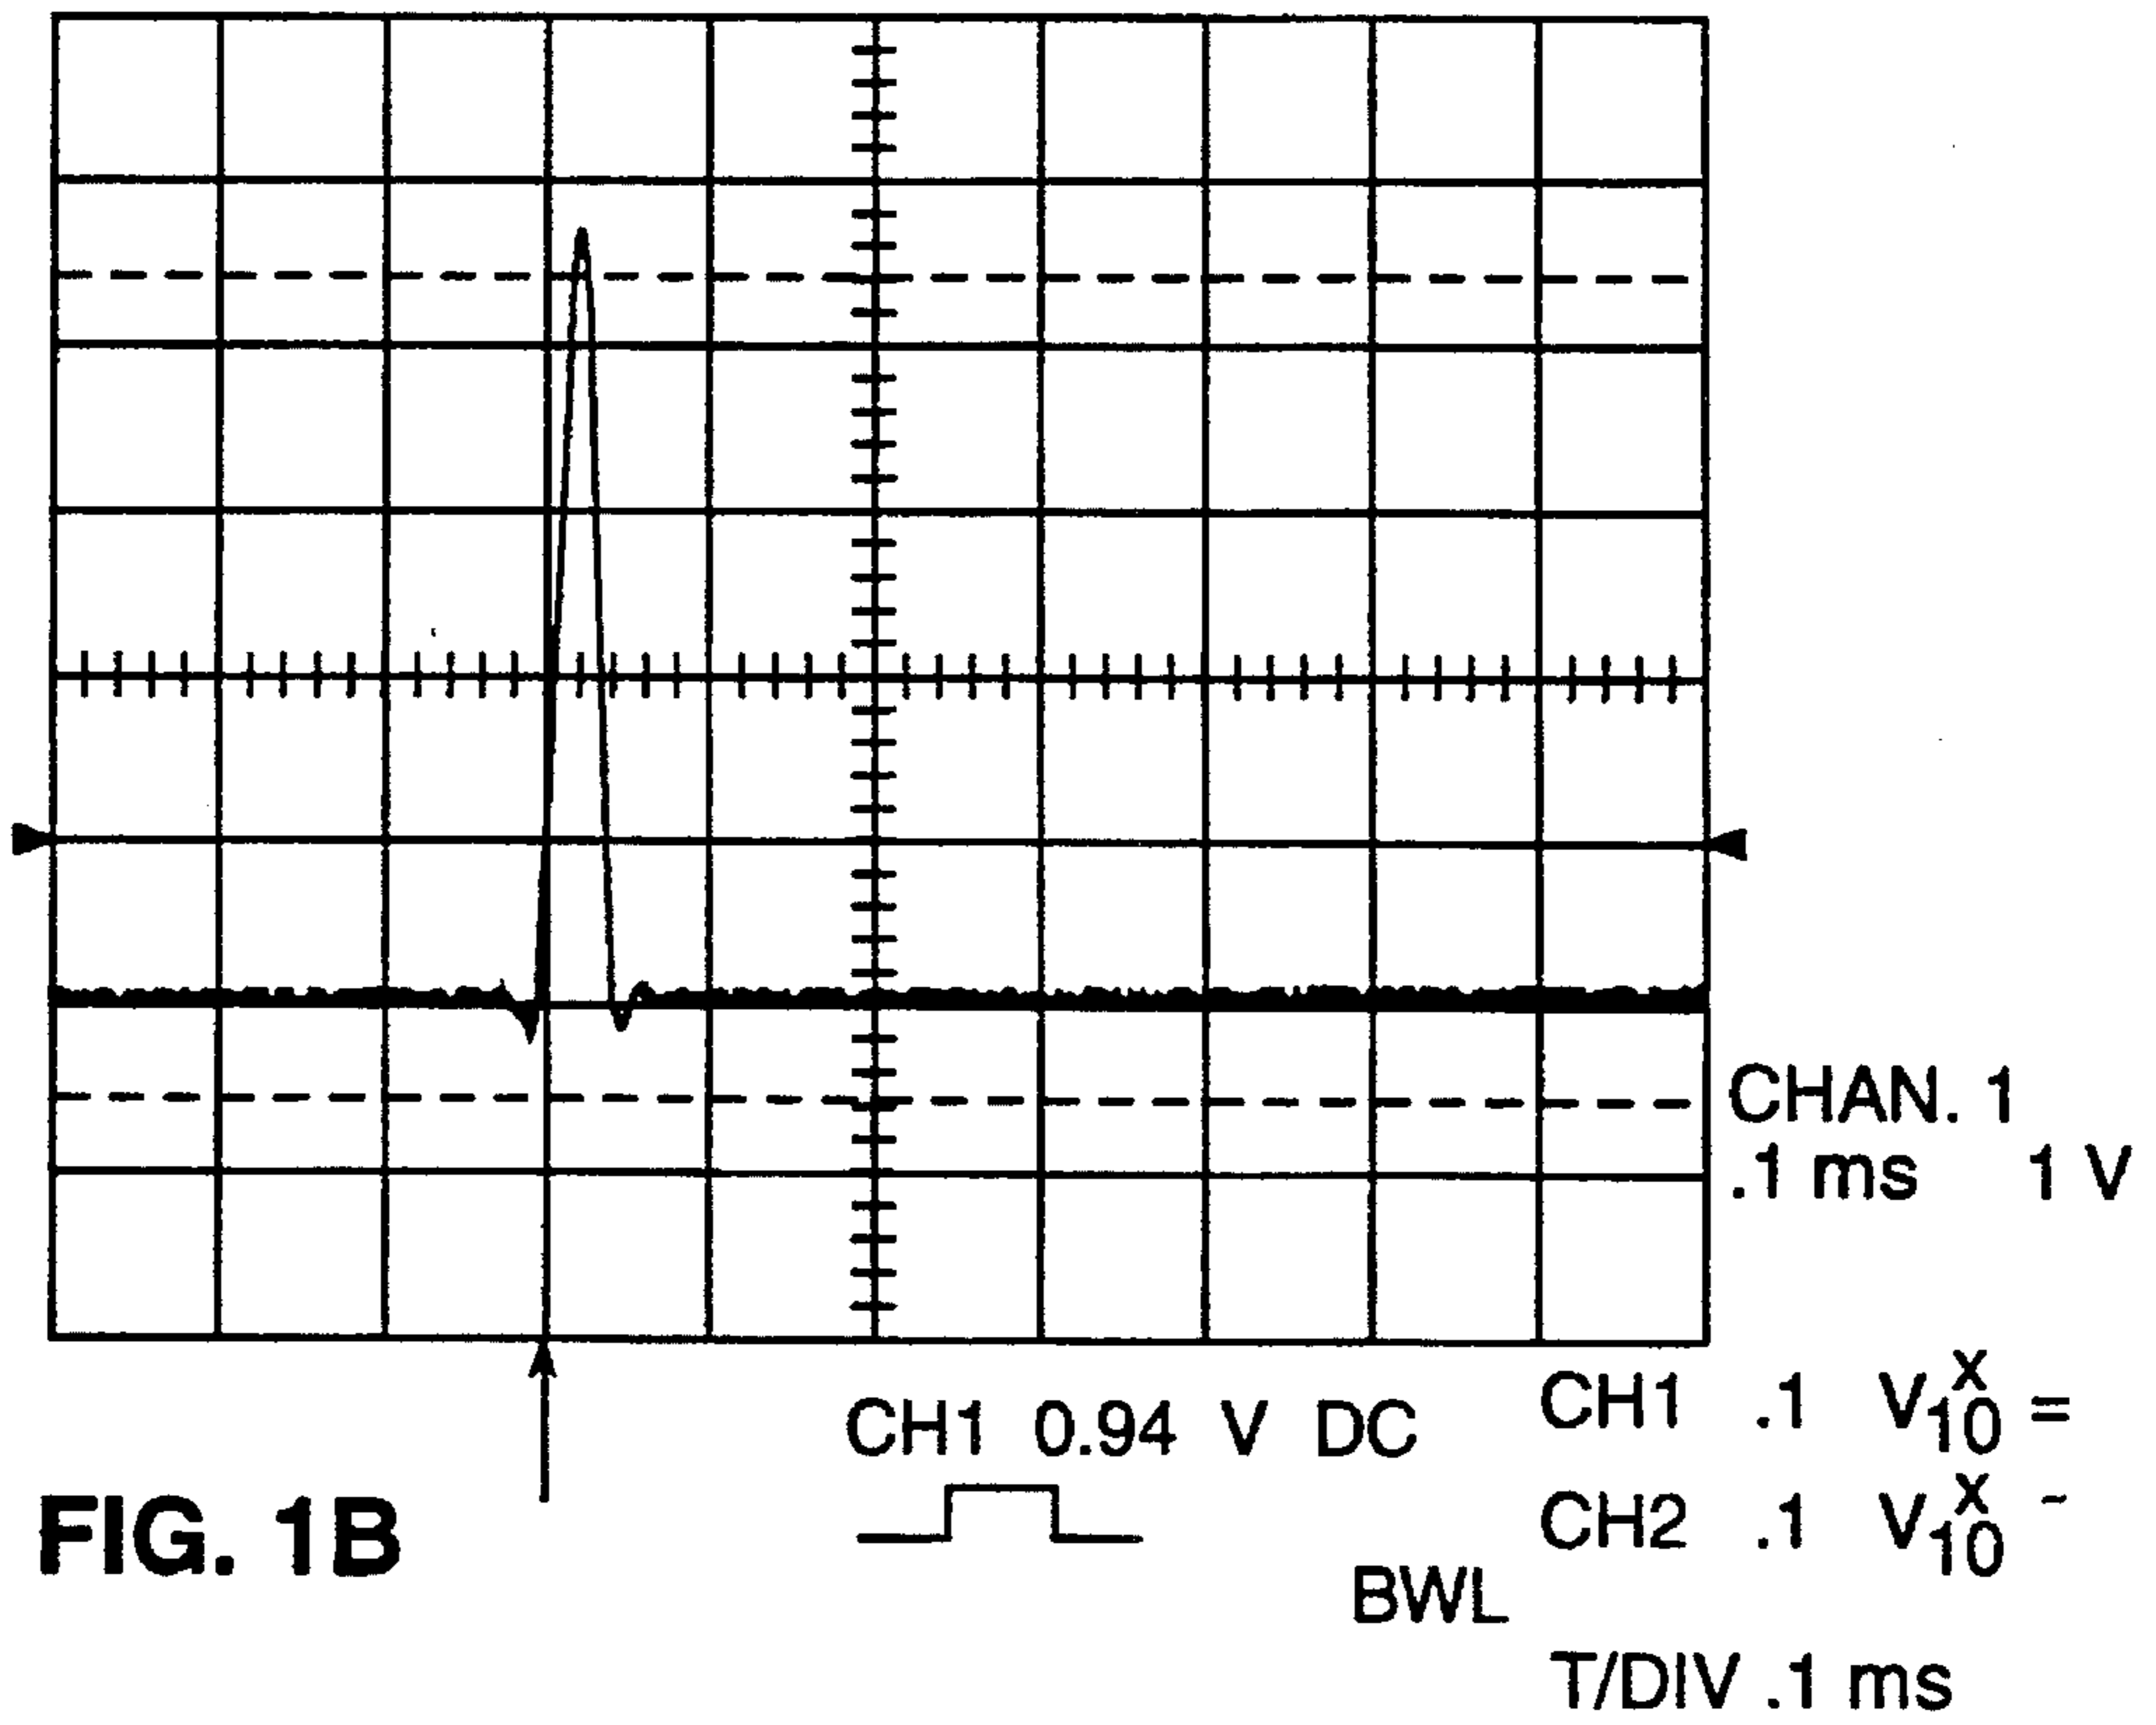 CHAN. 1
.1 ms 1 V
CH1 0.94 V DC
CH1 .1 V x 10 =
CH2 .1 V x 10 -
BWL
T/DIV .1 ms
FIG. 1B